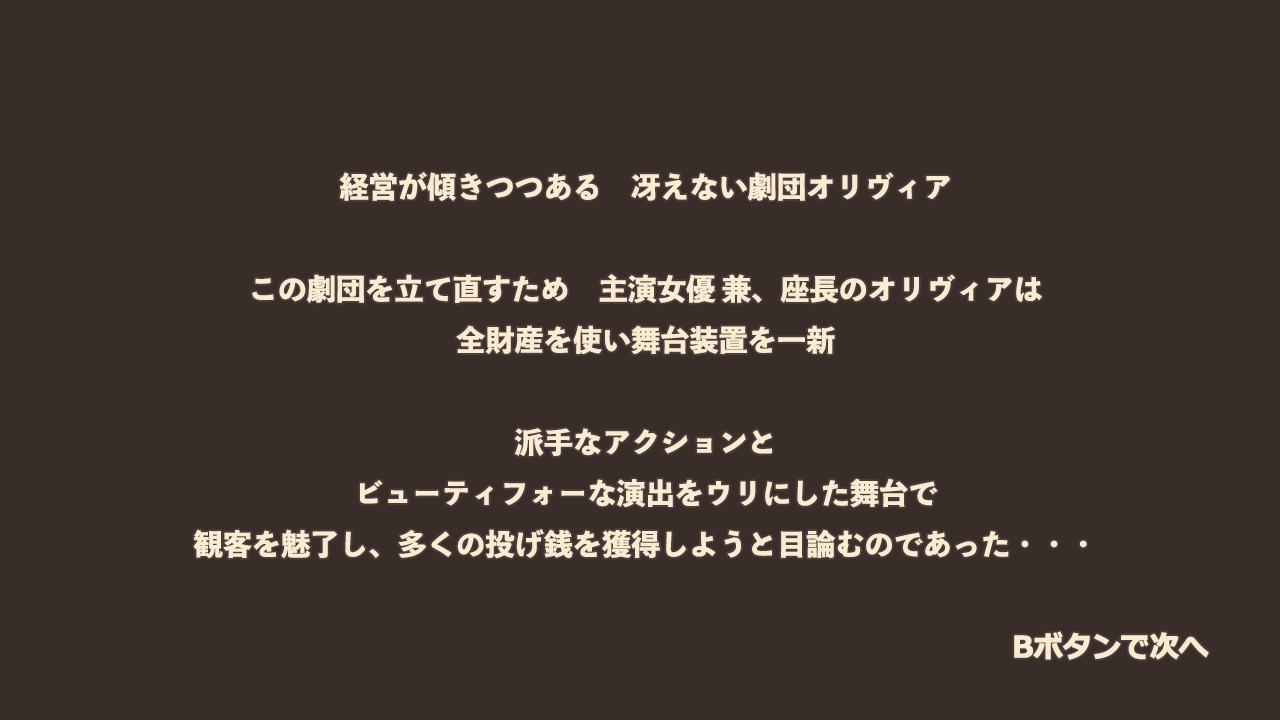 経営が傾きつつある　冴えない劇団オリヴィア
この劇団を立て直すため　主演女優 兼、座長のオリヴィアは
全財産を使い舞台装置を一新
派手なアクションと
ビューティフォーな演出をウリにした舞台で
観客を魅了し、多くの投げ銭を獲得しようと目論むのであった・・・
Bボタンで次へ